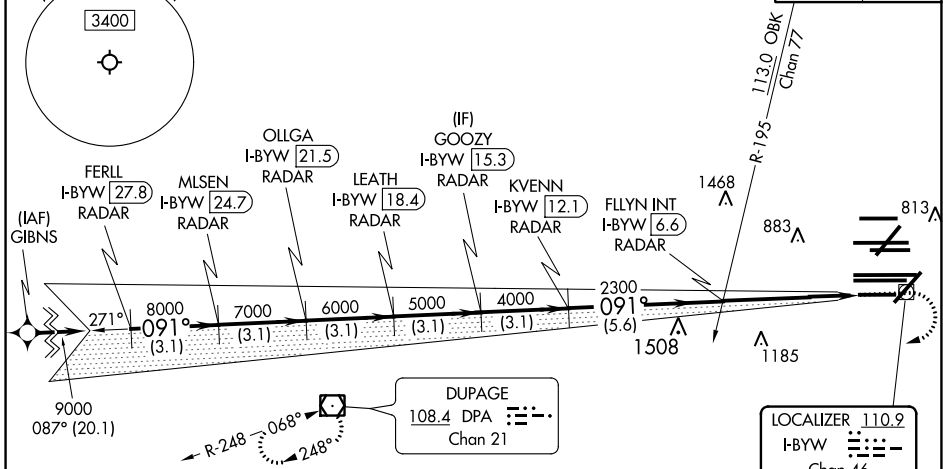 3400
113.0 OBK
Chan 77
R-195
(IF)
GOOZY
I-BYW 15.3
RADAR
OLLGA
I-BYW 21.5
RADAR
FERLL
I-BYW 27.8
RADAR
MLSEN
I-BYW 24.7
RADAR
LEATH
I-BYW 18.4
RADAR
KVENN
I-BYW 12.1
RADAR
FLLYN INT
I-BYW 6.6
RADAR
1468
883
813
(IAF)
GIBNS
271°
8000
091°
(3.1)
7000
(3.1)
6000
(3.1)
5000
(3.1)
4000
(3.1)
2300
091°
(5.6)
1508
1185
9000
087° (20.1)
R-248
068°
248°
DUPAGE
108.4 DPA
Chan 21
LOCALIZER 110.9
I-BYW
Chan 46